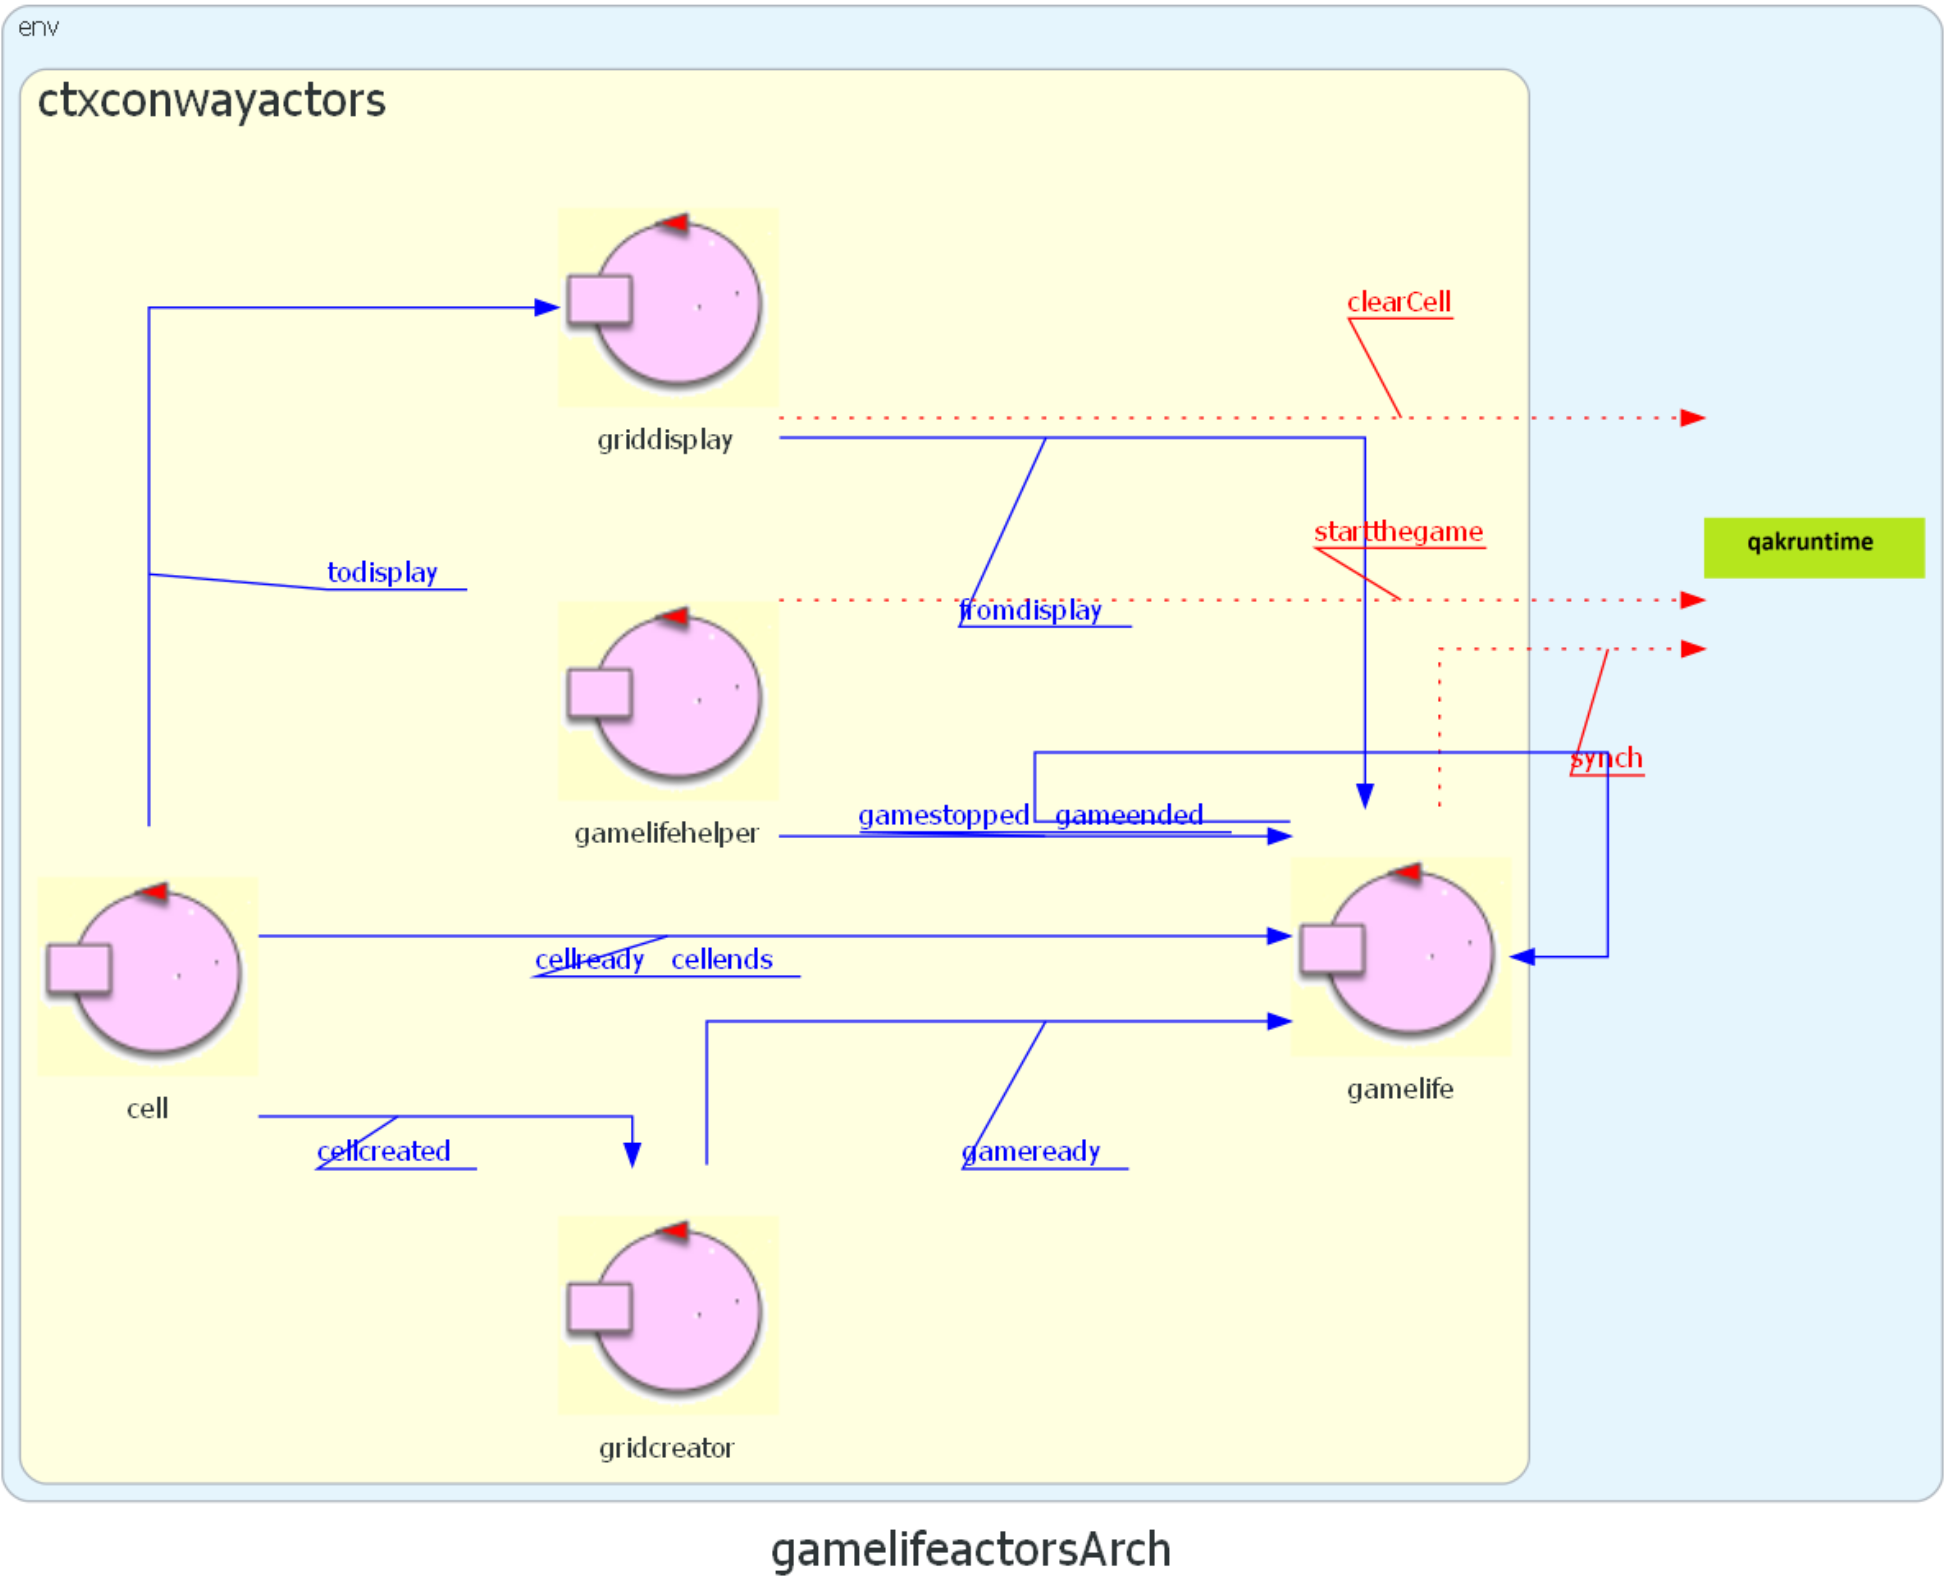 env
ctxconwayactors
clearCell
griddisplay
startthegame
qakruntime
todisplay
fromdisplay
synch
gamestopped gameended
gamelifehelper
cellready cellends
gamelife
cell
cellcreated
gameready
gridcreator
gamelifeactorsArch